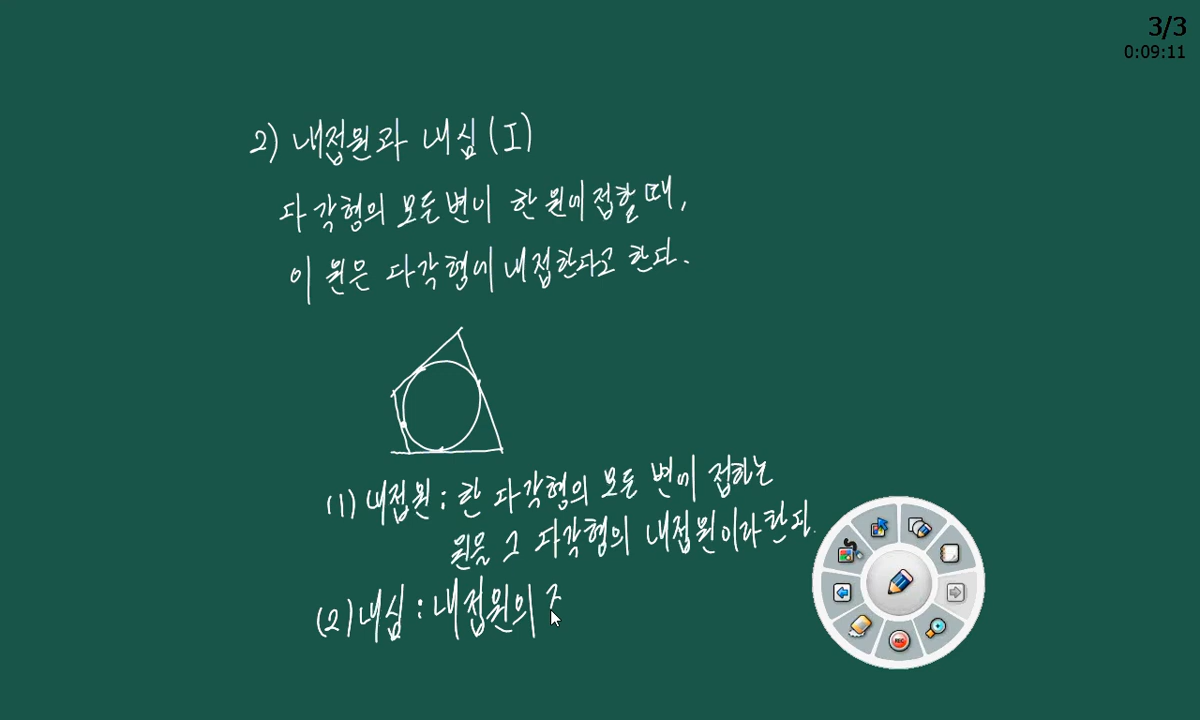 3/3
0:09:11
2) 내접원과 내심 (I)
다각형의 모든 변이 한 원에 접할 때,
이 원은 다각형에 내접한다고 한다.
(1) 내접원 : 한 다각형의 모든 변에 접하는
원을 그 다각형의 내접원이라 한다.
(2) 내심 : 내접원의
REC